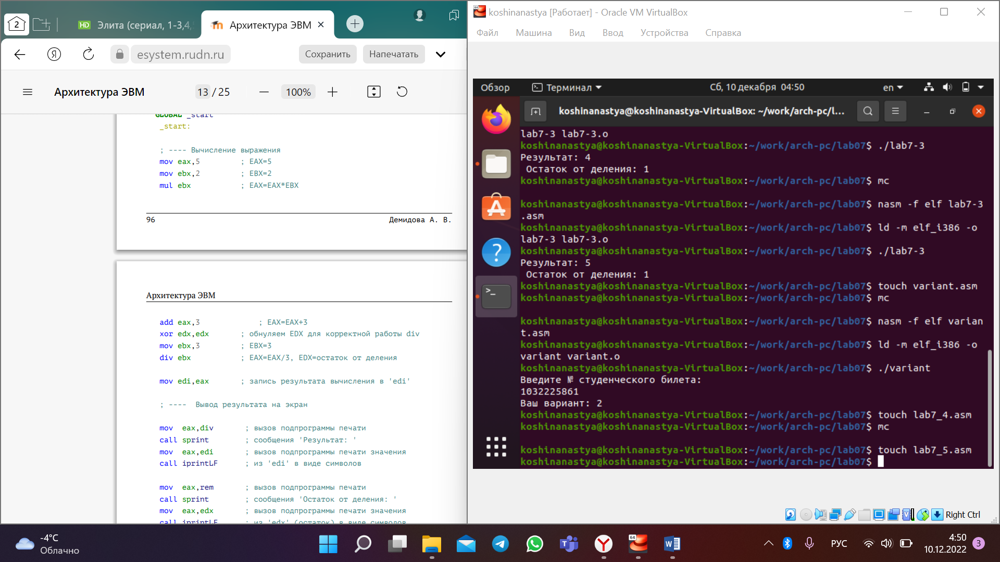 2
HD Элита (сериал, 1-3,4,
Архитектура ЭВМ
esystem.rudn.ru
Сохранить
Напечатать
Архитектура ЭВМ
13 / 25
100%
GLOBAL _start
_start:
; ---- Вычисление выражения
mov eax,5 ; EAX=5
mov ebx,2 ; EBX=2
mul ebx ; EAX=EAX*EBX
96 Демидова А. В.
Архитектура ЭВМ
add eax,3 ; EAX=EAX+3
xor edx,edx ; обнуляем EDX для корректной работы div
mov ebx,3 ; EBX=3
div ebx ; EAX=EAX/3, EDX=остаток от деления
mov edi,eax ; запись результата вычисления в 'edi'
; ---- Вывод результата на экран
mov eax,div ; вызов подпрограммы печати
call sprint ; сообщения 'Результат: '
mov eax,edi ; вызов подпрограммы печати значения
call iprintLF ; из 'edi' в виде символов
mov eax,rem ; вызов подпрограммы печати
call sprint ; сообщения 'Остаток от деления: '
mov eax,edx ; вызов подпрограммы печати значения
call iprintLF ; из 'edx' (остаток) в виде символов
64
koshinanastya [Работает] - Oracle VM VirtualBox
Файл Машина Вид Ввод Устройства Справка
Обзор
Терминал
Сб, 10 декабря 04:50
en
koshinanastya@koshinanastya-VirtualBox: ~/work/arch-pc/l...
lab7-3 lab7-3.o
koshinanastya@koshinanastya-VirtualBox:~/work/arch-pc/lab07$ ./lab7-3
Результат: 4
Остаток от деления: 1
koshinanastya@koshinanastya-VirtualBox:~/work/arch-pc/lab07$ mc
koshinanastya@koshinanastya-VirtualBox:~/work/arch-pc/lab07$ nasm -f elf lab7-3
.asm
koshinanastya@koshinanastya-VirtualBox:~/work/arch-pc/lab07$ ld -m elf_i386 -o
lab7-3 lab7-3.o
koshinanastya@koshinanastya-VirtualBox:~/work/arch-pc/lab07$ ./lab7-3
Результат: 5
Остаток от деления: 1
koshinanastya@koshinanastya-VirtualBox:~/work/arch-pc/lab07$ touch variant.asm
koshinanastya@koshinanastya-VirtualBox:~/work/arch-pc/lab07$ mc
koshinanastya@koshinanastya-VirtualBox:~/work/arch-pc/lab07$ nasm -f elf varian
t.asm
koshinanastya@koshinanastya-VirtualBox:~/work/arch-pc/lab07$ ld -m elf_i386 -o
variant variant.o
koshinanastya@koshinanastya-VirtualBox:~/work/arch-pc/lab07$ ./variant
Введите № студенческого билета:
1032225861
Ваш вариант: 2
koshinanastya@koshinanastya-VirtualBox:~/work/arch-pc/lab07$ touch lab7_4.asm
koshinanastya@koshinanastya-VirtualBox:~/work/arch-pc/lab07$ mc
koshinanastya@koshinanastya-VirtualBox:~/work/arch-pc/lab07$ touch lab7_5.asm
koshinanastya@koshinanastya-VirtualBox:~/work/arch-pc/lab07$
Right Ctrl
-4°C
Облачно
64
РУС
4:50
10.12.2022
3